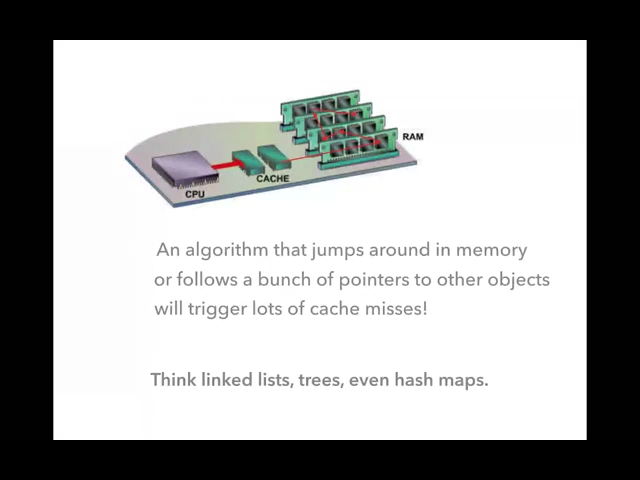 RAM
CACHE
CPU
An algorithm that jumps around in memory
or follows a bunch of pointers to other objects
will trigger lots of cache misses!
Think linked lists, trees, even hash maps.